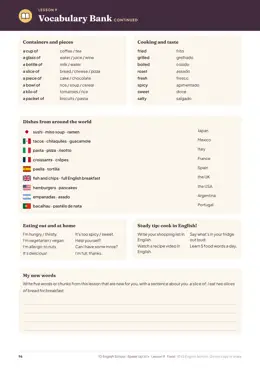 LESSON 9
Vocabulary Bank CONTINUED
Containers and pieces
a cup of coffee / tea
a glass of water / juice / wine
a bottle of milk / water
a slice of bread / cheese / pizza
a piece of cake / chocolate
a bowl of rice / soup / cereal
a kilo of tomatoes / rice
a packet of biscuits / pasta
Cooking and taste
fried frito
grilled grelhado
boiled cozido
roast assado
fresh fresco
spicy apimentado
sweet doce
salty salgado
Dishes from around the world
sushi · miso soup · ramen Japan
tacos · chilaquiles · guacamole Mexico
pasta · pizza · risotto Italy
croissants · crêpes France
paella · tortilla Spain
fish and chips · full English breakfast the UK
hamburgers · pancakes the USA
empanadas · asado Argentina
bacalhau · pastéis de nata Portugal
Eating out and at home
I'm hungry / thirsty.
I'm vegetarian / vegan.
I'm allergic to nuts.
It's delicious!
It's too spicy / sweet.
Help yourself!
Can I have some more?
I'm full, thanks.
Study tip: cook in English!
Write your shopping list in
English.
Watch a recipe video in
English.
Say what's in your fridge
out loud.
Learn 5 food words a day.
My new words
Write five words or chunks from this lesson that are new for you, with a sentence about you. a slice of: I eat two slices
of bread for breakfast.